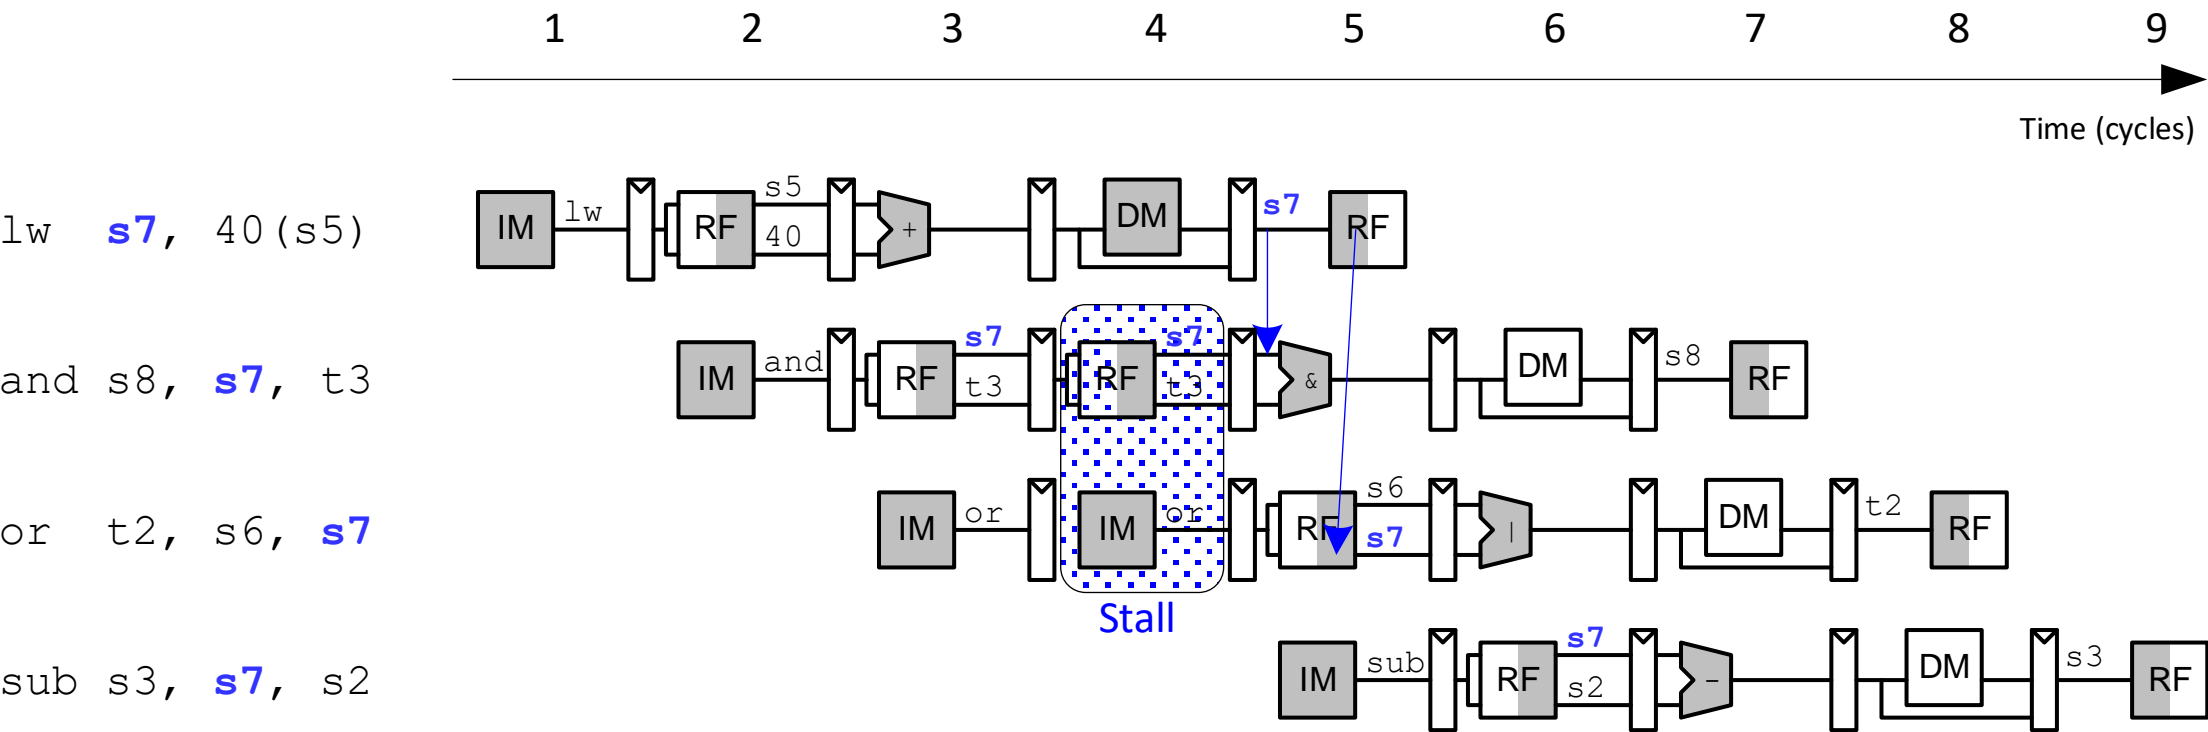 1 2 3 4 5 6 7 8 9
Time (cycles)
lw s7, 40(s5) IM lw RF s5 40 + DM s7 RF
and s8, s7, t3 IM and RF s7 t3 RF s7 t3 & DM s8 RF
or t2, s6, s7 IM or IM or RF s6 s7 | DM t2 RF
Stall
sub s3, s7, s2 IM sub RF s7 s2 - DM s3 RF